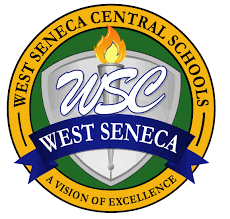 WEST SENECA CENTRAL SCHOOLS
WSC
WEST SENECA
A VISION OF EXCELLENCE